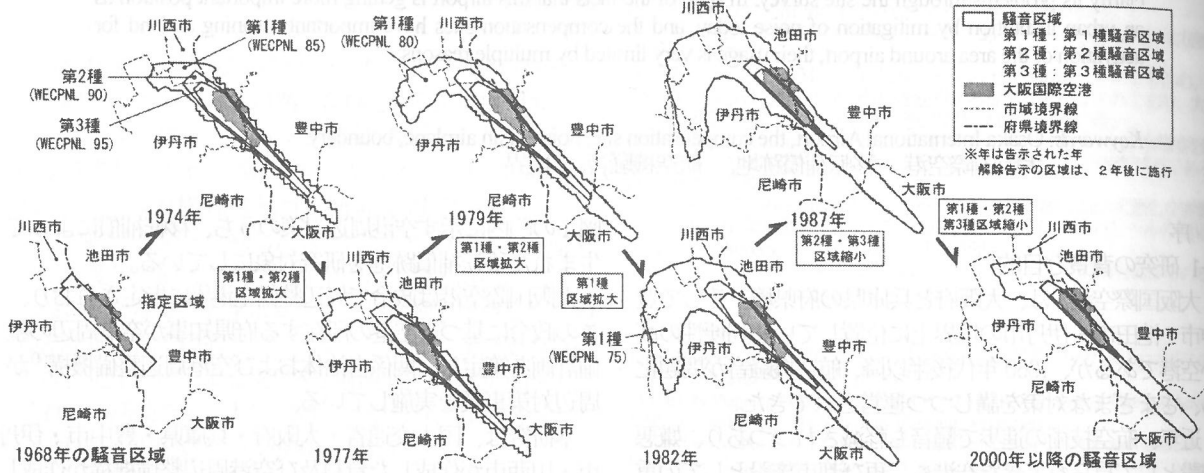 川西市
第1種
(WECPNL 85)
第2種
(WECPNL 90)
第3種
(WECPNL 95)
伊丹市
豊中市
尼崎市
大阪市
1974年
第1種
(WECPNL 80)
川西市
伊丹市
豊中市
尼崎市
大阪市
1979年
川西市
池田市
伊丹市
豊中市
尼崎市
大阪市
1987年
騒音区域
第1種:第1種騒音区域
第2種:第2種騒音区域
第3種:第3種騒音区域
大阪国際空港
市域境界線
府県境界線
※年は告示された年
解除告示の区域は、2年後に施行
川西市
池田市
指定区域
伊丹市
豊中市
尼崎市
大阪市
1968年の騒音区域
第1種・第2種
区域拡大
川西市
池田市
伊丹市
豊中市
尼崎市
大阪市
1977年
第1種・第2種
区域拡大
第1種
区域拡大
川西市
池田市
第1種
(WECPNL 75)
伊丹市
豊中市
尼崎市
大阪市
1982年
第2種・第3種
区域縮小
第1種・第2種
第3種区域縮小
川西市
池田市
伊丹市
豊中市
尼崎市
大阪市
2000年以降の騒音区域